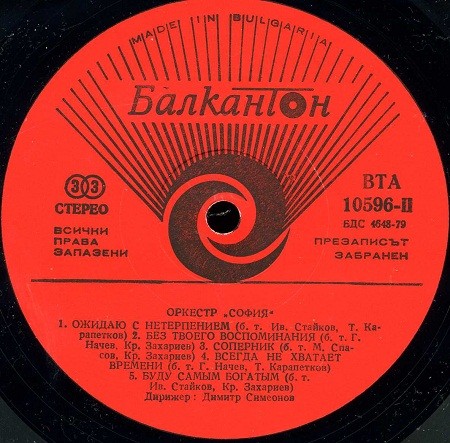 MADE IN BULGARIA
Балкантон
33
СТЕРЕО
ВСИЧКИ
ПРАВА
ЗАПАЗЕНИ
ВТА
10596-II
БДС 4648-79
ПРЕЗАПИСЪТ
ЗАБРАНЕН
ОРКЕСТР „СОФИЯ"
1. ОЖИДАЮ С НЕТЕРПЕНИЕМ (б. т. Ив. Стайков, Т. Ка-
рапетков) 2. БЕЗ ТВОЕГО ВОСПОМИНАНИЯ (б. т. Г.
Начев, Кр. Захариев) 3. СОПЕРНИК (б. т. М. Спа-
сов, Кр. Захариев) 4. ВСЕГДА НЕ ХВАТАЕТ
ВРЕМЕНИ (б. т. Г. Начев, Т. Карапетков)
5. БУДУ САМЫМ БОГАТЫМ (б. т.
Ив. Стайков, Кр. Захариев)
Дирижер: Димитр Симеонов